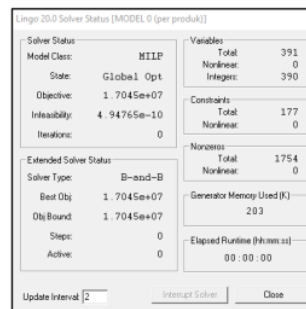 Lingo 20.0 Solver Status [MODEL 0 (per produk)]
Solver Status
Model Class: MILP
State: Global Opt
Objective: 1.7045e+07
Infeasibility: 4.94765e-10
Iterations: 0
Extended Solver Status
Solver Type: B-and-B
Best Obj: 1.7045e+07
Obj Bound: 1.7045e+07
Steps: 0
Active: 0
Variables
Total: 391
Nonlinear: 0
Integers: 390
Constraints
Total: 177
Nonlinear: 0
Nonzeros
Total: 1754
Nonlinear: 0
Generator Memory Used (K)
203
Elapsed Runtime (hh:mm:ss)
00:00:00
Update Interval: 2
Interrupt Solver
Close